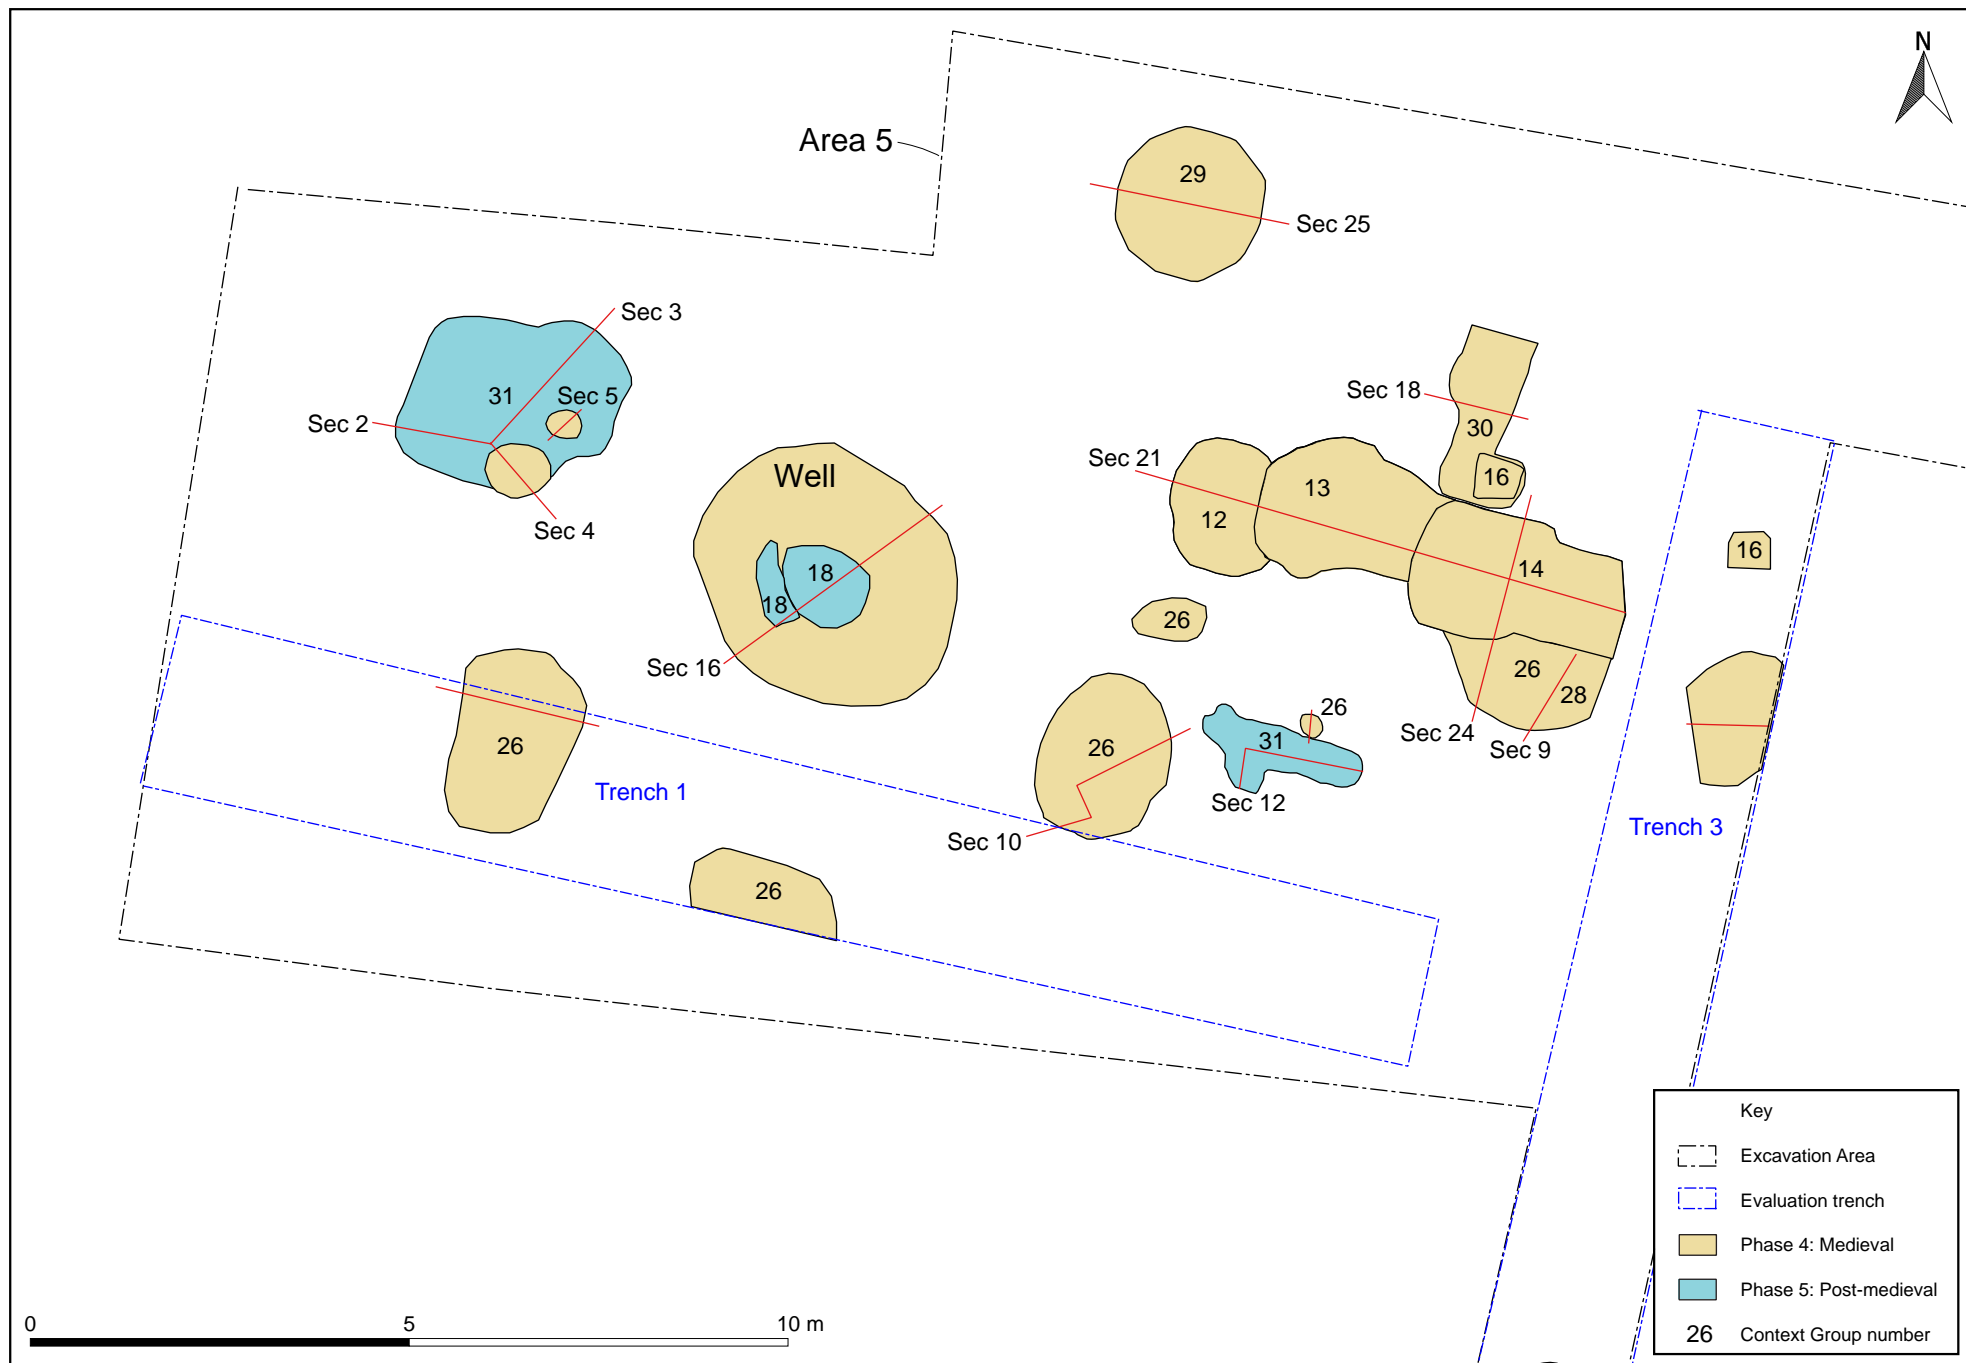 N
Area 5
29
Sec 25
Sec 3
31
Sec 5
Sec 2
Sec 4
Sec 18
30
16
Well
Sec 21
13
12
14
16
18
18
26
Sec 16
26
28
Sec 24
Sec 9
26
26
26
31
Sec 12
Sec 10
Trench 1
Trench 3
26
Key
Excavation Area
Evaluation trench
Phase 4: Medieval
Phase 5: Post-medieval
26 Context Group number
0 5 10 m